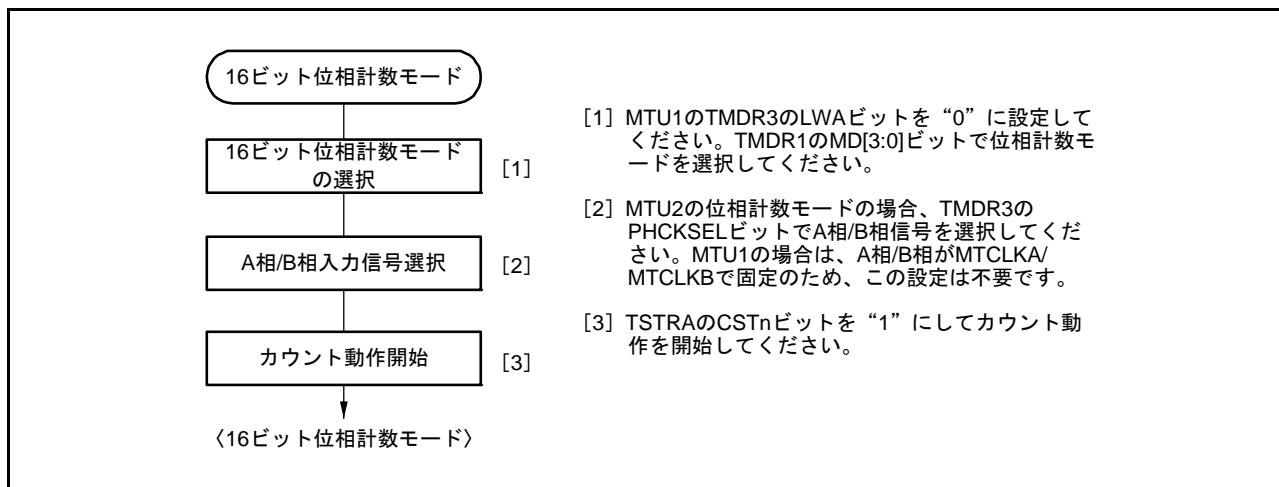 16ビット位相計数モード
16ビット位相計数モード
の選択
[1]
A相/B相入力信号選択
[2]
カウント動作開始
[3]
〈16ビット位相計数モード〉
[1] MTU1のTMDR3のLWAビットを“0”に設定して
ください。TMDR1のMD[3:0]ビットで位相計数モ
ードを選択してください。
[2] MTU2の位相計数モードの場合、TMDR3の
PHCKSELビットでA相/B相信号を選択してくだ
さい。MTU1の場合は、A相/B相がMTCLKA/
MTCLKBで固定のため、この設定は不要です。
[3] TSTRAのCSTnビットを“1”にしてカウント動
作を開始してください。